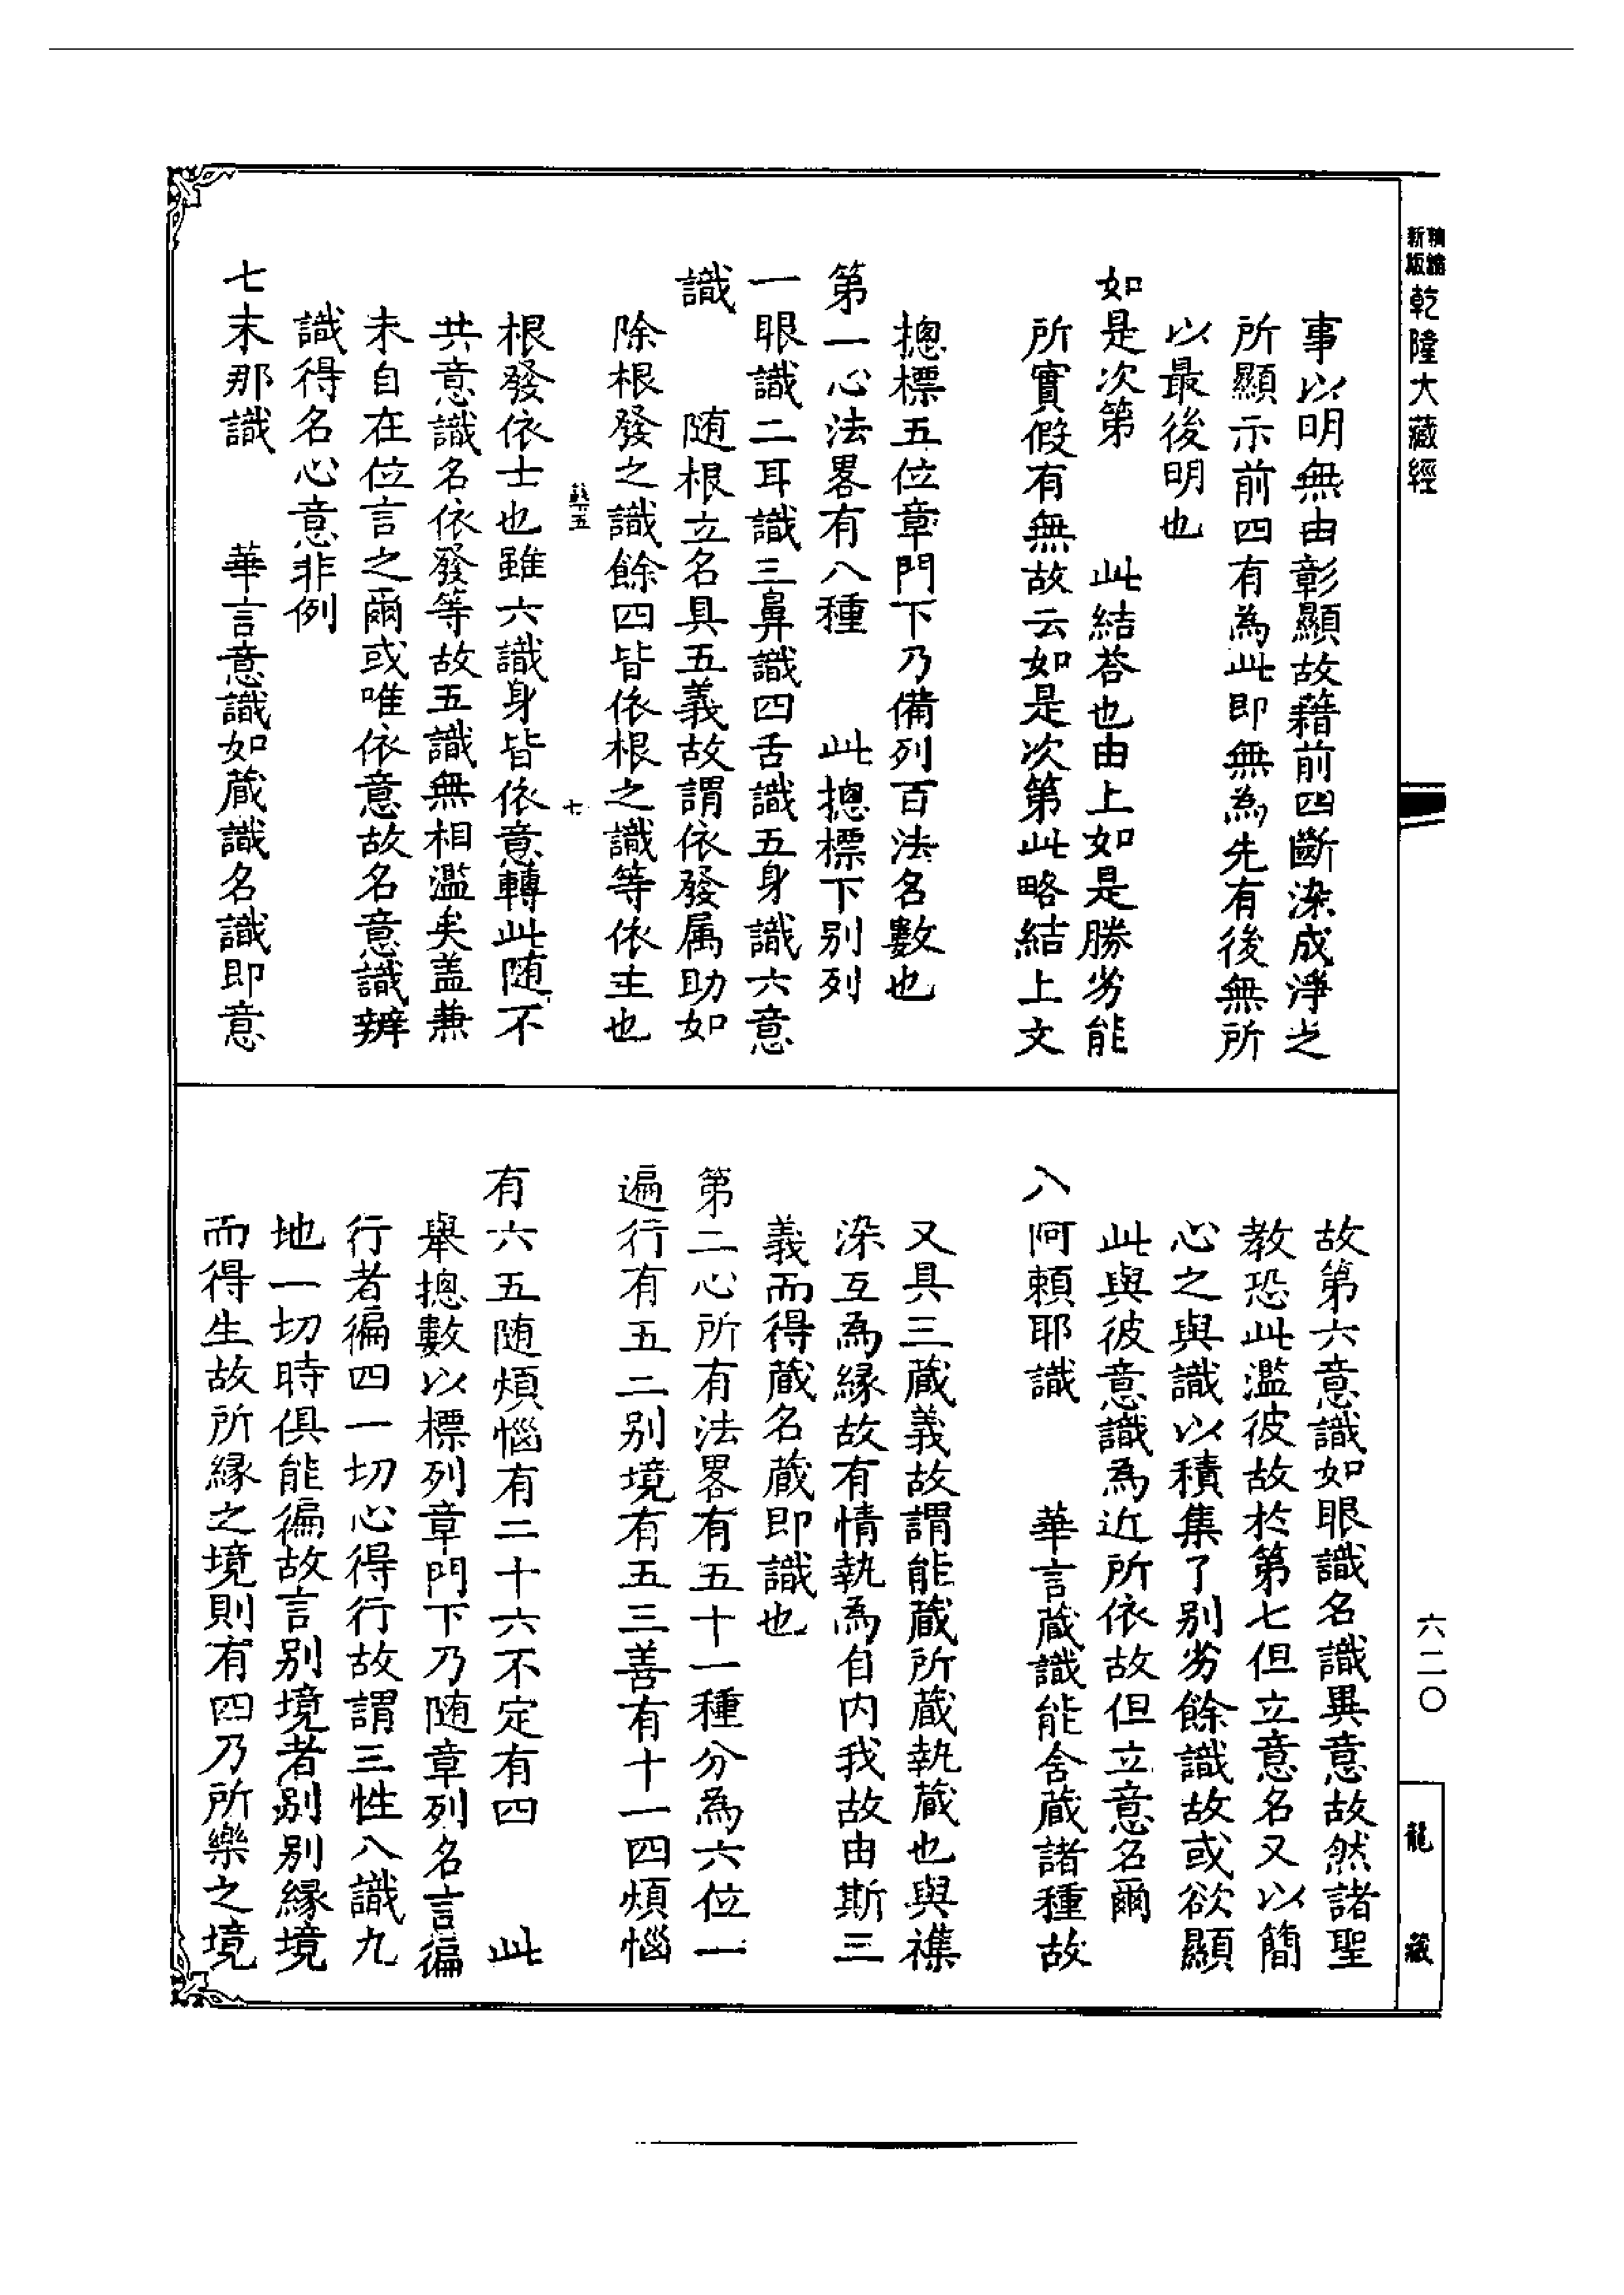 新版
精縮
乾隆大藏經
六二〇
龍藏
事以明無由彰顯故藉前四斷染成淨之
所顯示前四有為此即無為先有後無所
以最後明也
如是次第　此結荅也由上如是勝劣能
所實假有無故云如是次第此略結上文
摠標五位章門下乃備列百法名數也
第一心法畧有八種　此摠標下別列
一眼識二耳識三鼻識四舌識五身識六意
識　随根立名具五義故謂依發属助如
除根發之識餘四皆依根之識等依主也
五
七
根發依士也雖六識身皆依意轉此随不
共意識名依發等故五識無相濫矣盖兼
未自在位言之爾或唯依意故名意識辨
識得名心意非例
七末那識　華言意識如蔵識名識即意
故第六意識如眼識名識異意故然諸聖
教恐此濫彼故於第七但立意名又以簡
心之與識以積集了別劣餘識故或欲顯
此與彼意識為近所依故但立意名爾
八阿頼耶識　華言蔵識能含蔵諸種故
又具三蔵義故謂能蔵所蔵執蔵也與襍
染互為縁故有情執為自内我故由斯三
義而得蔵名蔵即識也
第二心所有法畧有五十一種分為六位一
遍行有五二别境有五三善有十一四煩惱
有六五随煩惱有二十六不定有四　此
舉摠數以標列章門下乃随章列名言徧
行者徧四一切心得行故謂三性八識九
地一切時俱能徧故言别境者别别縁境
而得生故所縁之境則有四乃所樂之境